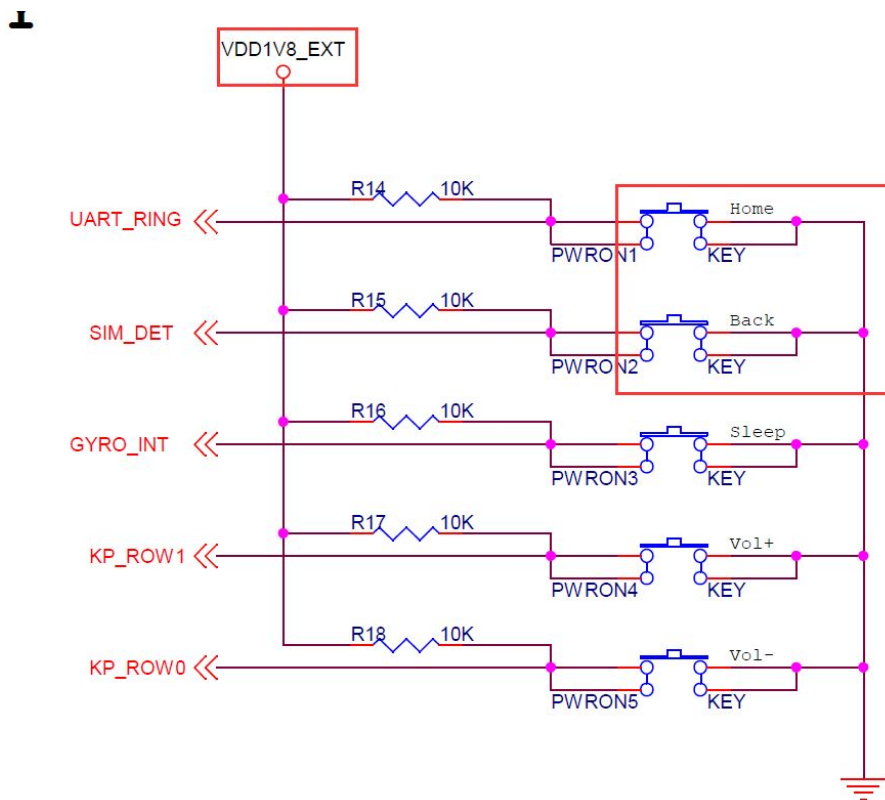 VDD1V8_EXT
R14 10K
UART_RING
Home
PWRON1 KEY
R15 10K
SIM_DET
Back
PWRON2 KEY
R16 10K
GYRO_INT
Sleep
PWRON3 KEY
R17 10K
KP_ROW1
Vol+
PWRON4 KEY
R18 10K
KP_ROW0
Vol-
PWRON5 KEY